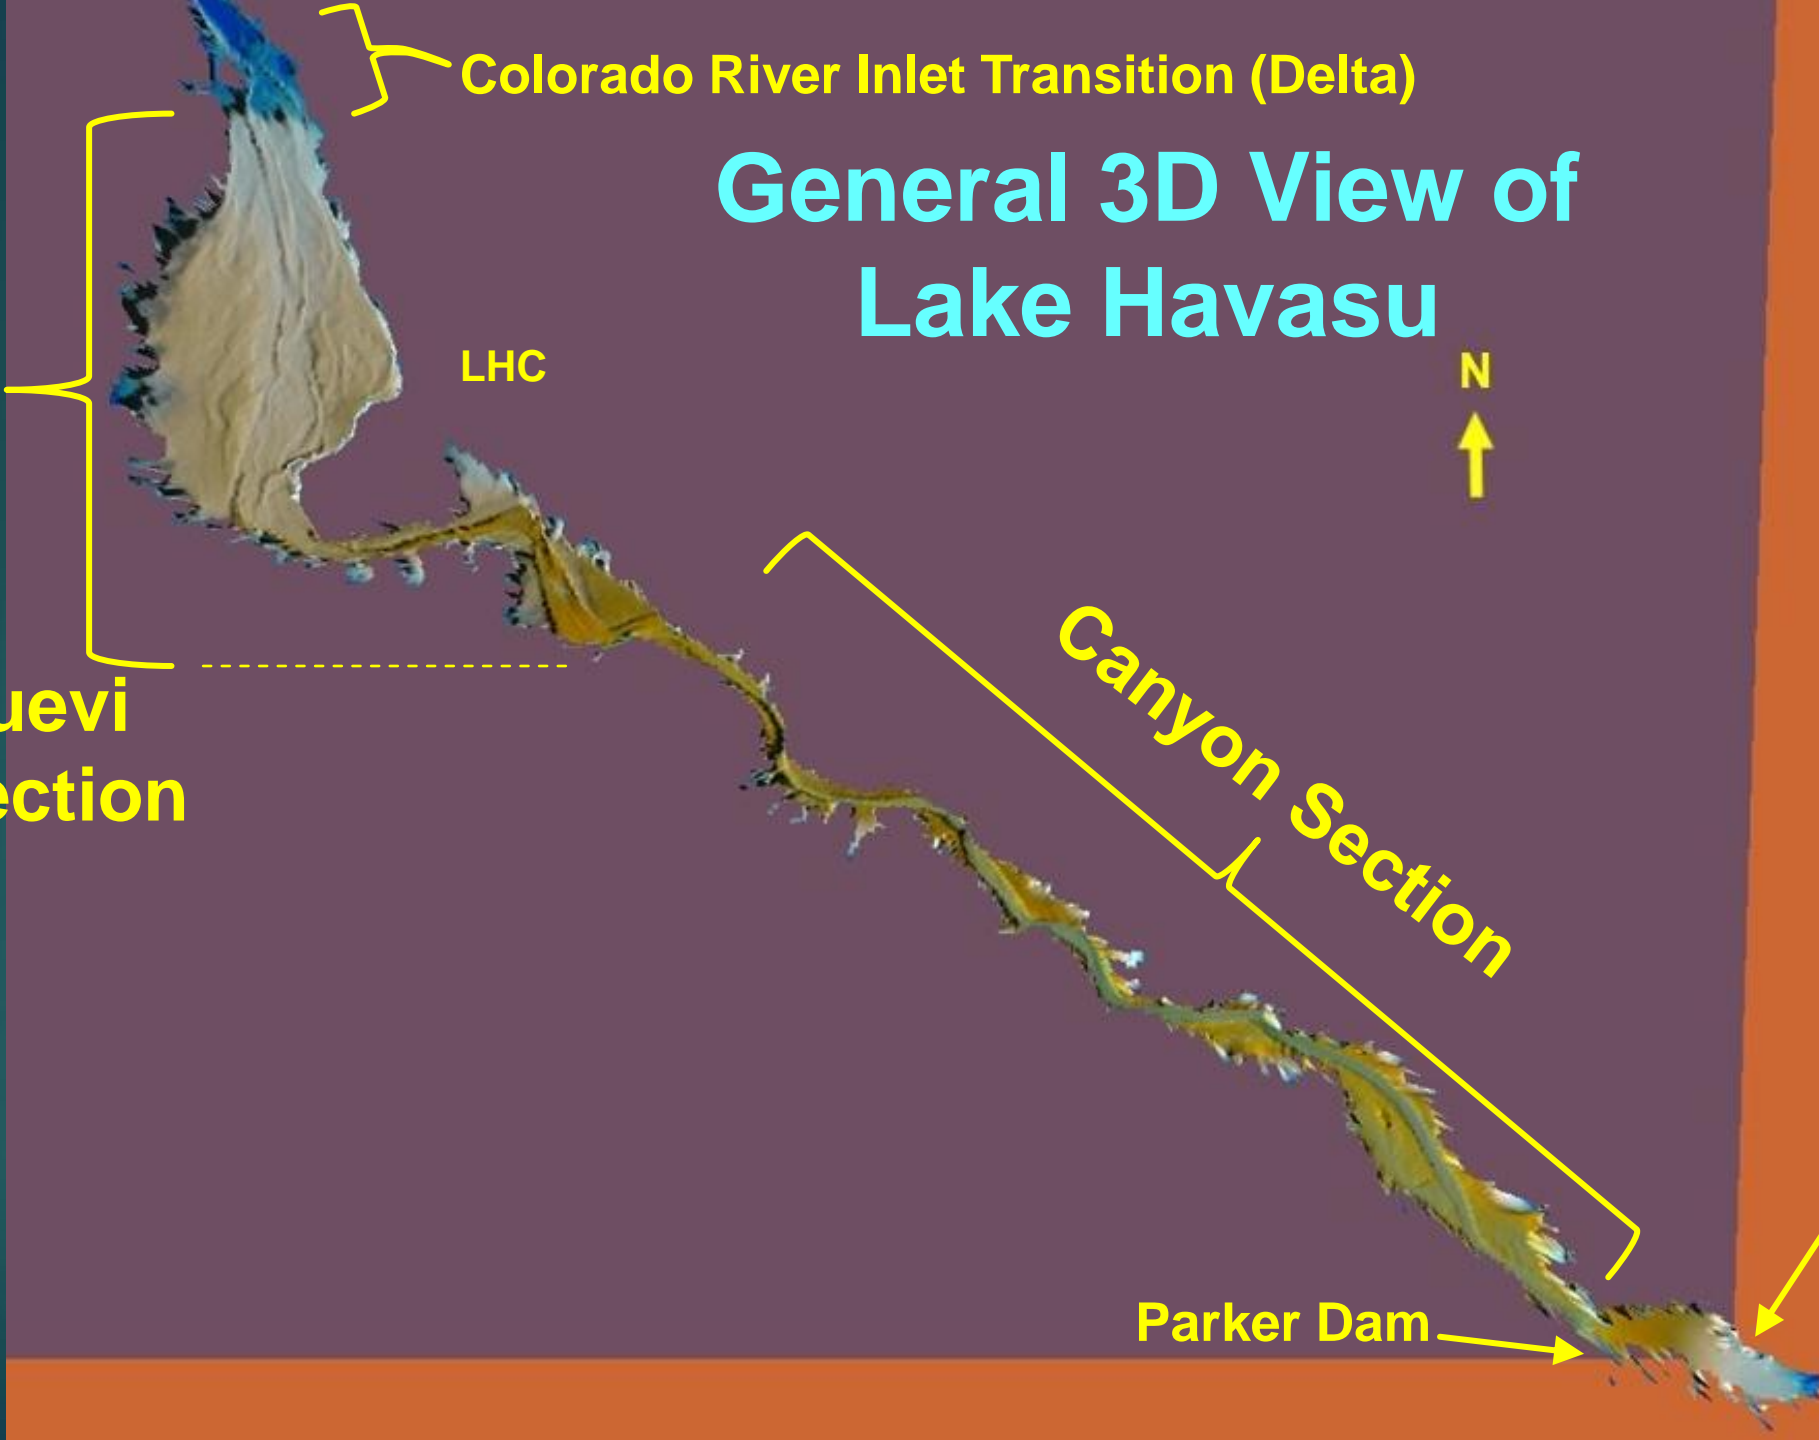 Colorado River Inlet Transition (Delta)
General 3D View of
Lake Havasu
LHC
N
uevi
ection
Canyon Section
Parker Dam